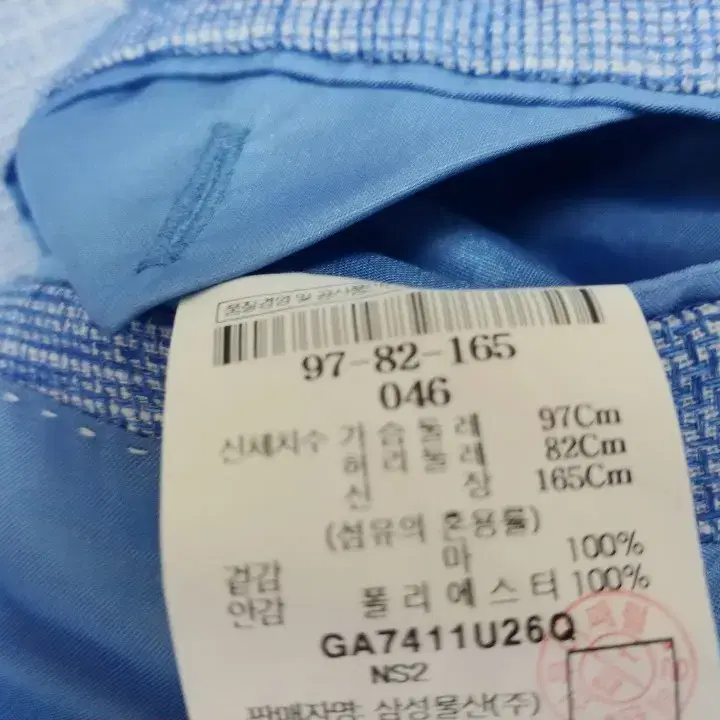 97-82-165
046
신체치수 가슴둘레 97Cm
허리둘레 82Cm
신 장 165Cm
(섬유의 혼용률)
겉감 마 100%
안감 폴리에스터 100%
GA7411U26Q
NS2
판매자명: 삼성물산(주)